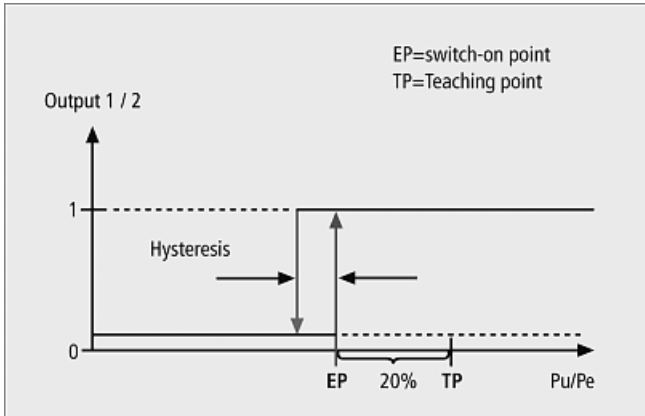 EP=switch-on point
TP=Teaching point
Output 1 / 2
1
Hysteresis
0
EP 20% TP Pu/Pe